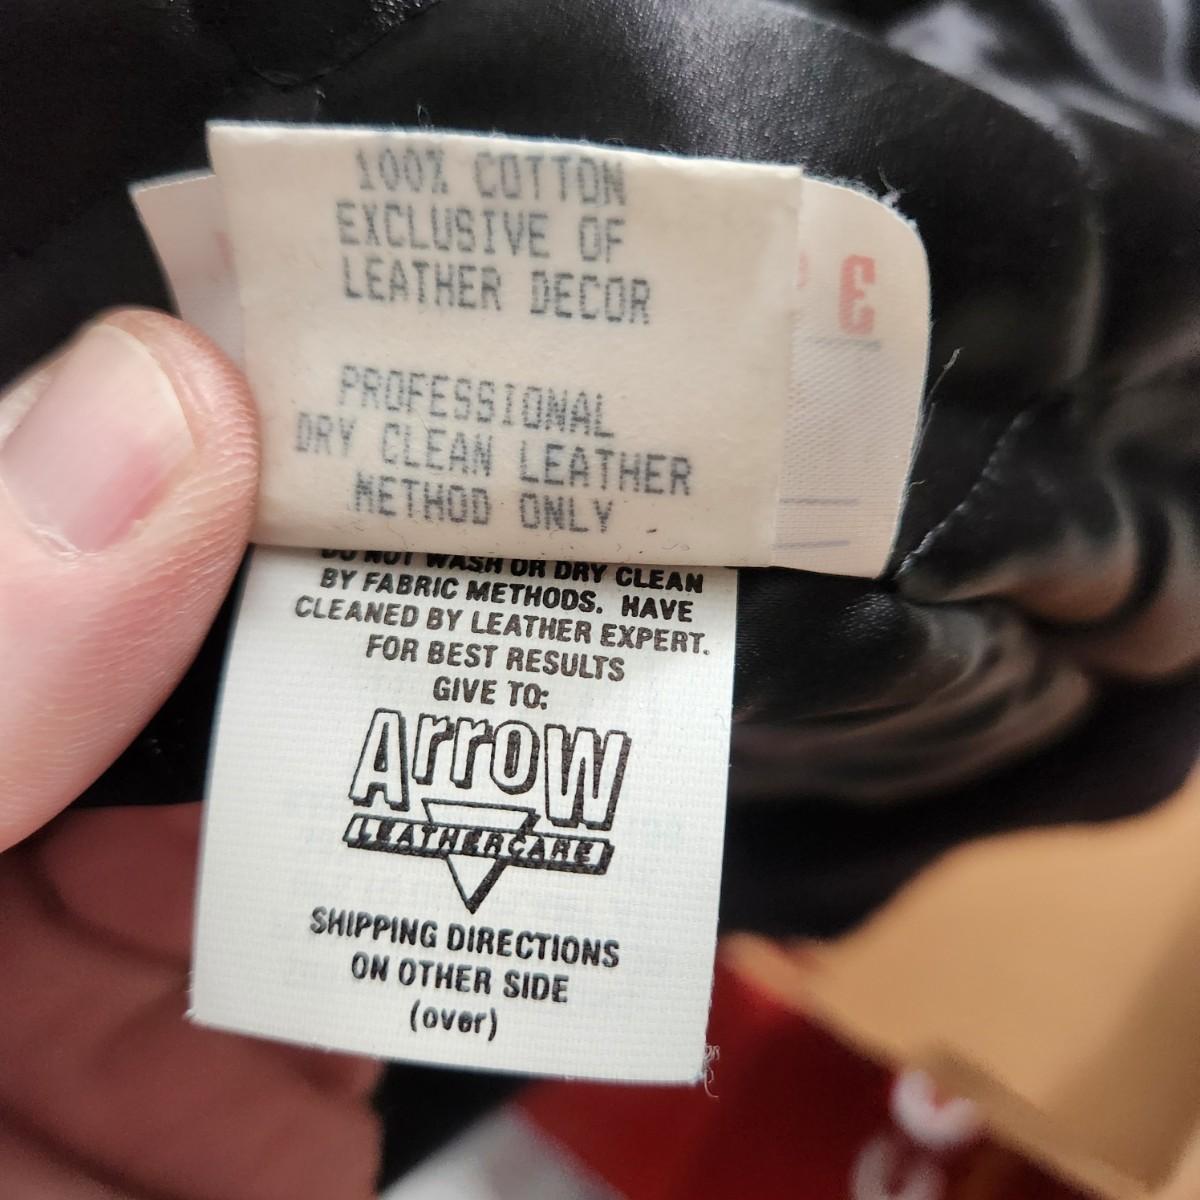 100% COTTON
EXCLUSIVE OF
LEATHER DECOR
PROFESSIONAL
DRY CLEAN LEATHER
METHOD ONLY
DO NOT WASH OR DRY CLEAN
BY FABRIC METHODS. HAVE
CLEANED BY LEATHER EXPERT.
FOR BEST RESULTS
GIVE TO:
Arrow
LEATHERCARE
SHIPPING DIRECTIONS
ON OTHER SIDE
(over)